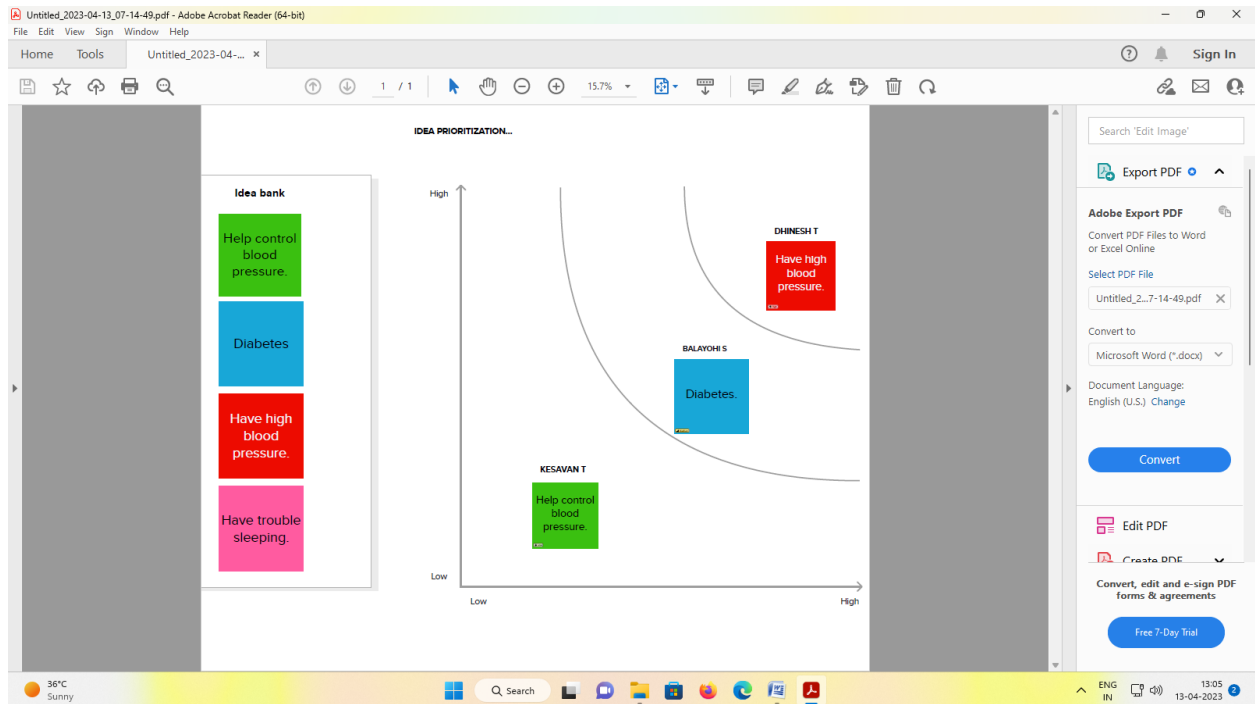 Untitled_2023-04-13_07-14-49.pdf - Adobe Acrobat Reader (64-bit)
File Edit View Sign Window Help
Home Tools Untitled_2023-04-... × Sign In
1 / 1 15.7%
IDEA PRIORITIZATION...
Idea bank
Help control
blood
pressure.
Diabetes
Have high
blood
pressure.
Have trouble
sleeping.
High
DHINESH T
Have high
blood
pressure.
BALAYOHI S
Diabetes.
KESAVAN T
Help control
blood
pressure.
Low
Low High
Search 'Edit Image'
Export PDF
Adobe Export PDF
Convert PDF Files to Word
or Excel Online
Select PDF File
Untitled_2...7-14-49.pdf
Convert to
Microsoft Word (*.docx)
Document Language:
English (U.S.) Change
Convert
Edit PDF
Create PDF
Convert, edit and e-sign PDF
forms & agreements
Free 7-Day Trial
36°C
Sunny
Search
ENG
IN
13:05
13-04-2023
2